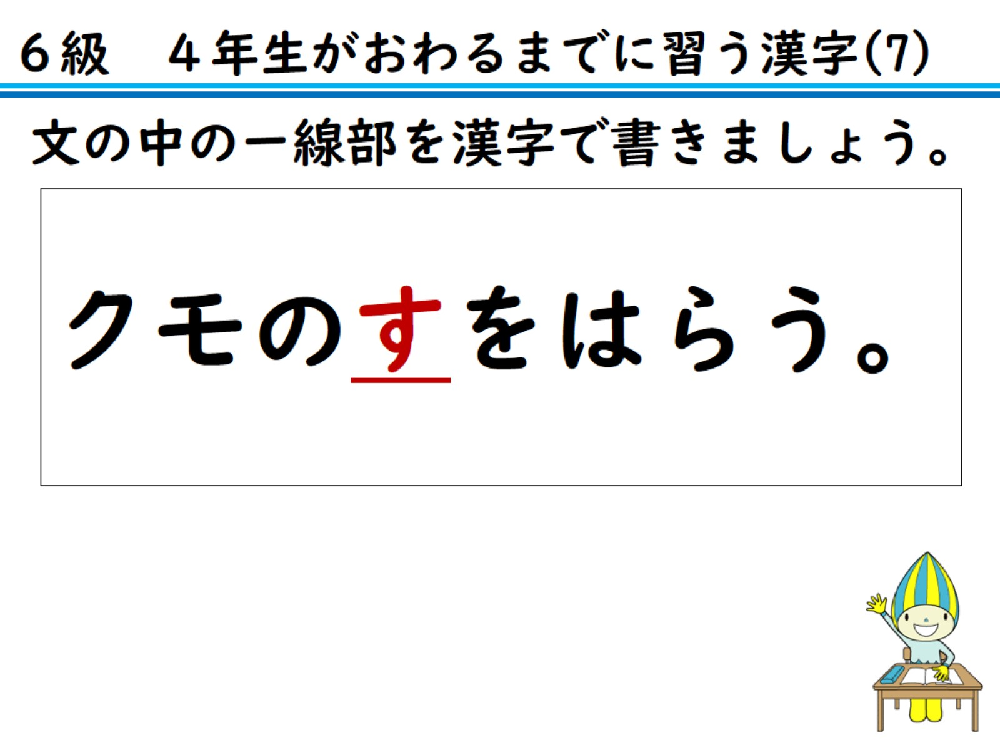 ６級　４年生がおわるまでに習う漢字(7)
文の中の一線部を漢字で書きましょう。
クモのすをはらう。